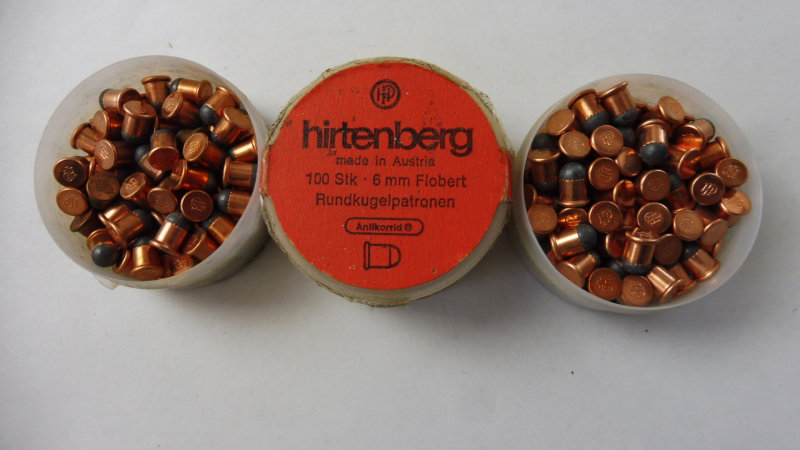 HP
hirtenberg
made in Austria
100 Stk · 6 mm Flobert
Rundkugelpatronen
Antikorrid ®